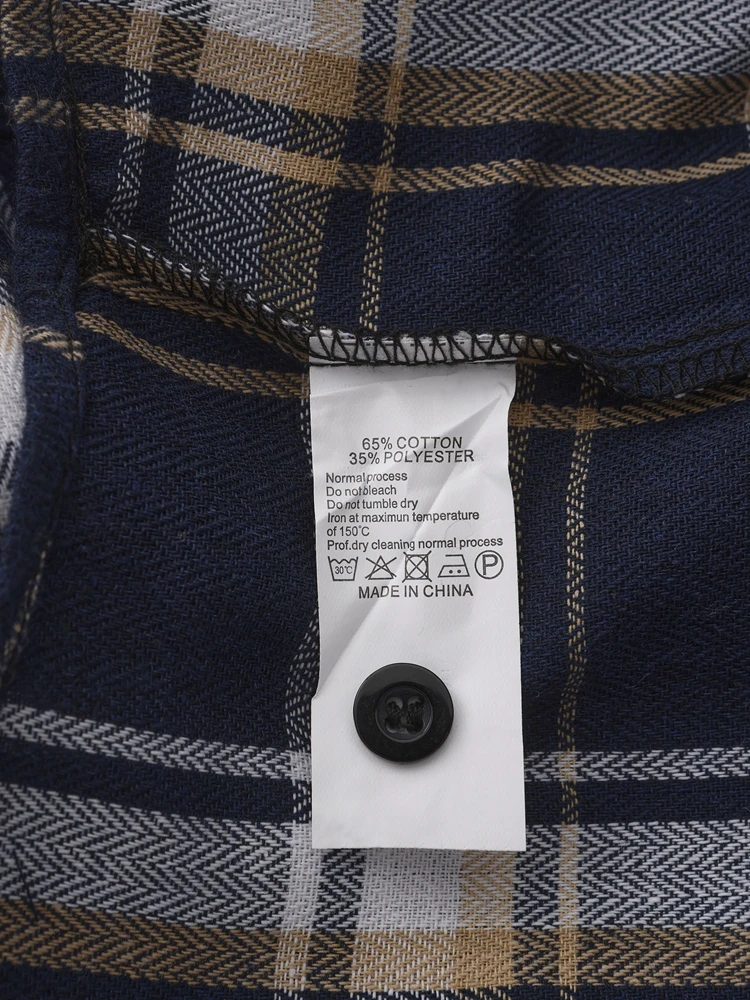 65% COTTON
35% POLYESTER
Normal process
Do not bleach
Do not tumble dry
Iron at maximun temperature
of 150°C
Prof.dry cleaning normal process
30°C P
MADE IN CHINA